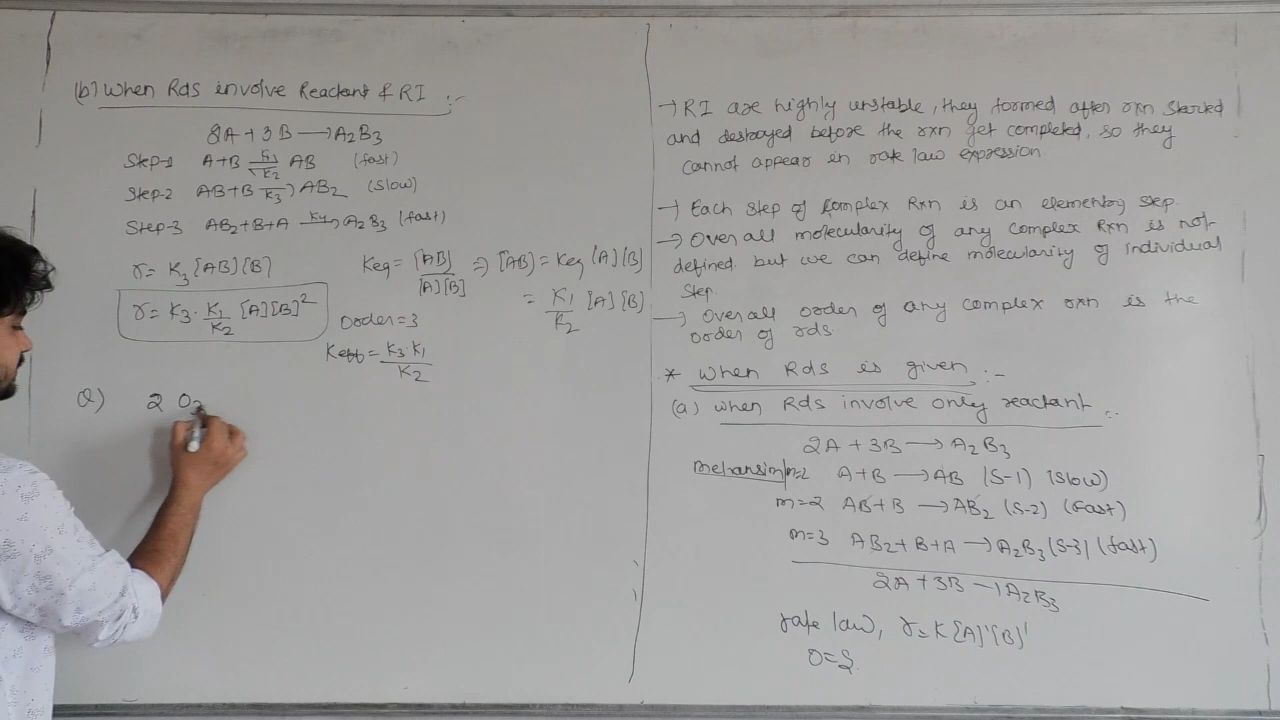 (b) When Rds involve Reactant & RI :-
2A + 3B ⟶ A₂B₃
Step-1 A+B ⇌ AB (fast)
K₁
K₂
Step-2 AB+B ⟶ AB₂ (slow)
K₃
Step-3 AB₂+B+A ⟶ A₂B₃ (fast)
K₄
r = K₃[AB][B]
Keq = [AB]/[A][B] ⇒ [AB] = Keq [A][B]
= K₁/K₂ [A][B]
r = K₃. K₁/K₂ [A][B]²
Order=3
Keff = K₃.K₁/K₂
Q) 2 O₃
→ RI are highly unstable, they formed after rxn started
and destroyed before the rxn get completed, so they
cannot appear in rate law expression
→ Each step of complex Rxn is an elementry step.
→ Over all molecularity of any complex Rxn is not
defined. but we can define molecularity of individual
step.
→ Over all order of any complex rxn is the
order of rds
* When Rds is given :-
(a) when Rds involve only reactant :-
2A + 3B ⟶ A₂B₃
m=2 A+B ⟶ AB (S-1) (Slow)
m=2 AB+B ⟶ AB₂ (S-2) (fast)
m=3 AB₂+B+A ⟶ A₂B₃ (S-3) (fast)
2A + 3B ⟶ A₂B₃
rate law, r = K[A]'[B]'
O=2.